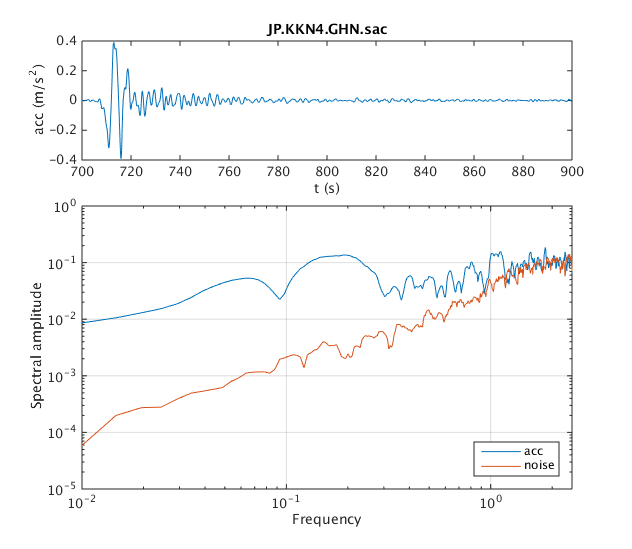 JP.KKN4.GHN.sac
acc (m/s²)
0.4
0.2
0
−0.2
−0.4
700 720 740 760 780 800 820 840 860 880 900
t (s)
Spectral amplitude
10⁰
10⁻¹
10⁻²
10⁻³
10⁻⁴
10⁻⁵
acc
noise
10⁻² 10⁻¹ 10⁰
Frequency